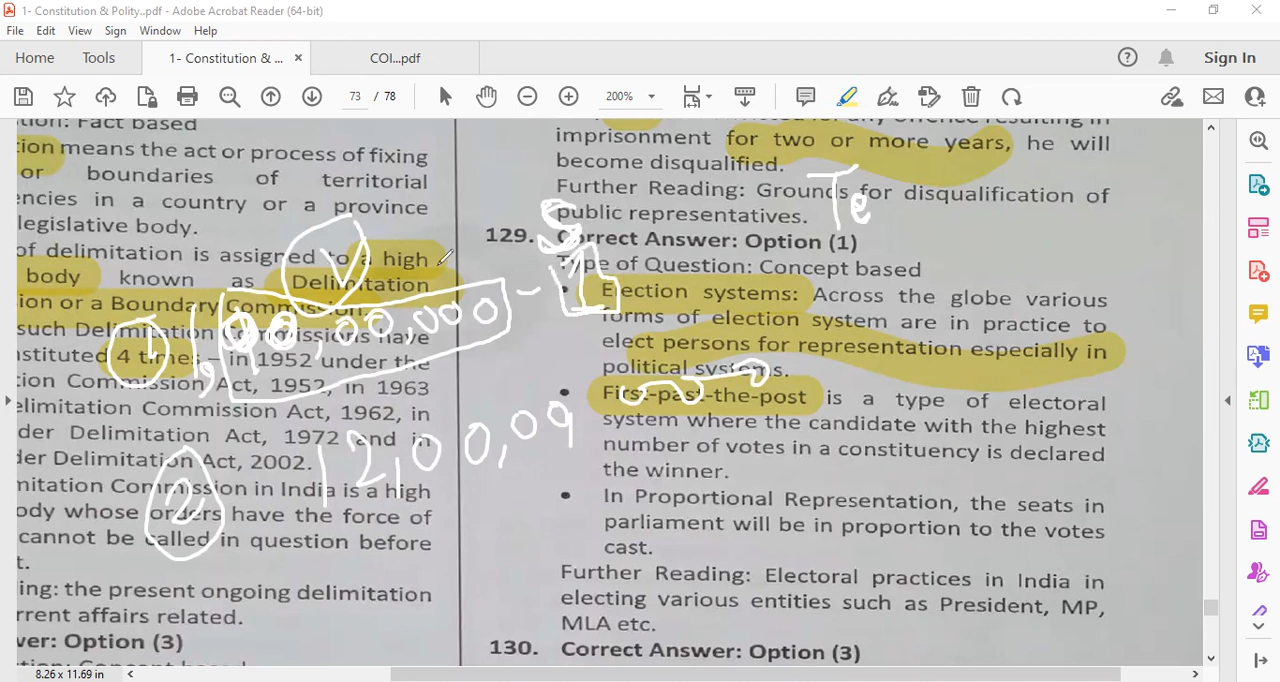 1- Constitution & Polity..pdf - Adobe Acrobat Reader (64-bit)
File Edit View Sign Window Help
Home Tools 1- Constitution & ... × COI...pdf Sign In
73 / 78 200%
tion: Fact based
tion means the act or process of fixing
or boundaries of territorial
encies in a country or a province
legislative body.
of delimitation is assigned to a high
body known as Delimitation
ion or a Boundary Commission.
such Delimitation Commissions have
nstituted 4 times – in 1952 under the
tion Commission Act, 1952, in 1963
elimitation Commission Act, 1962, in
der Delimitation Act, 1972 and in
der Delimitation Act, 2002.
mitation Commission in India is a high
ody whose orders have the force of
cannot be called in question before
t.
ing: the present ongoing delimitation
rrent affairs related.
wer: Option (3)
imprisonment for two or more years, he will
become disqualified.
Further Reading: Grounds for disqualification of
public representatives.
Te
129. Correct Answer: Option (1)
Type of Question: Concept based
• Election systems: Across the globe various
forms of election system are in practice to
elect persons for representation especially in
political systems.
• First-past-the-post is a type of electoral
system where the candidate with the highest
number of votes in a constituency is declared
the winner.
• In Proportional Representation, the seats in
parliament will be in proportion to the votes
cast.
Further Reading: Electoral practices in India in
electing various entities such as President, MP,
MLA etc.
130. Correct Answer: Option (3)
V
1
2
12,00,09
8.26 x 11.69 in